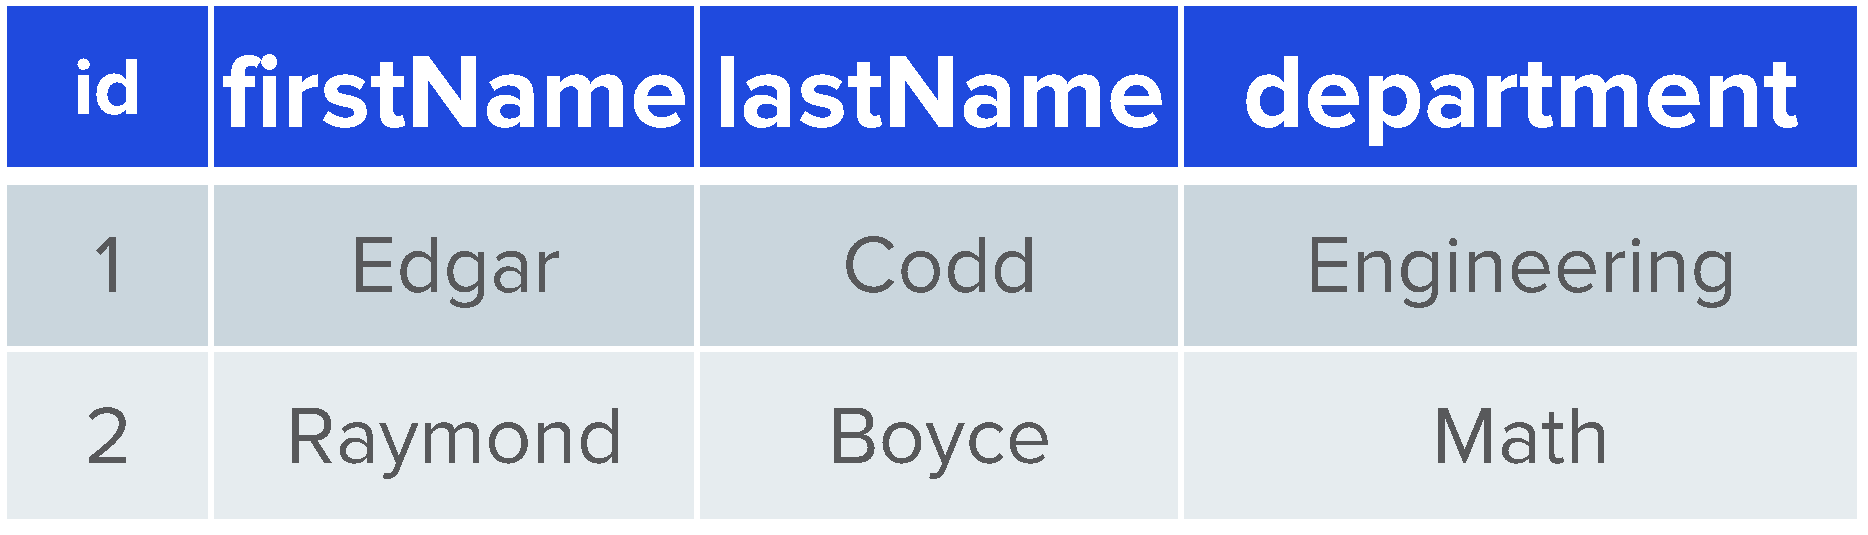 id firstName lastName department
1 Edgar Codd Engineering
2 Raymond Boyce Math